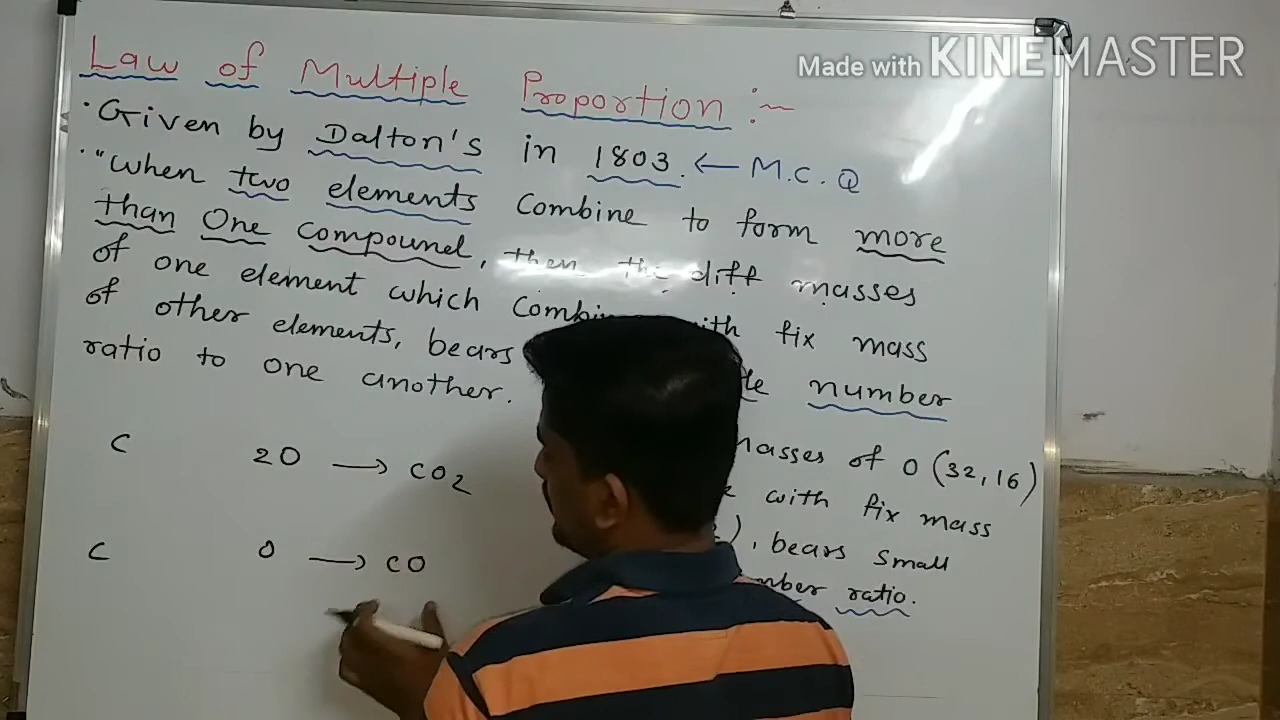 Made with KINEMASTER
Law of Multiple Proportion :-
· Given by Dalton's in 1803. ← M.C.Q
· "When two elements combine to form more
than One compound, then the diff masses
of one element which with fix mass
of other elements, bears number
ratio to one another.
C 2O → CO2
C O → CO
masses of O (32,16)
with fix mass
), bears small
ratio.